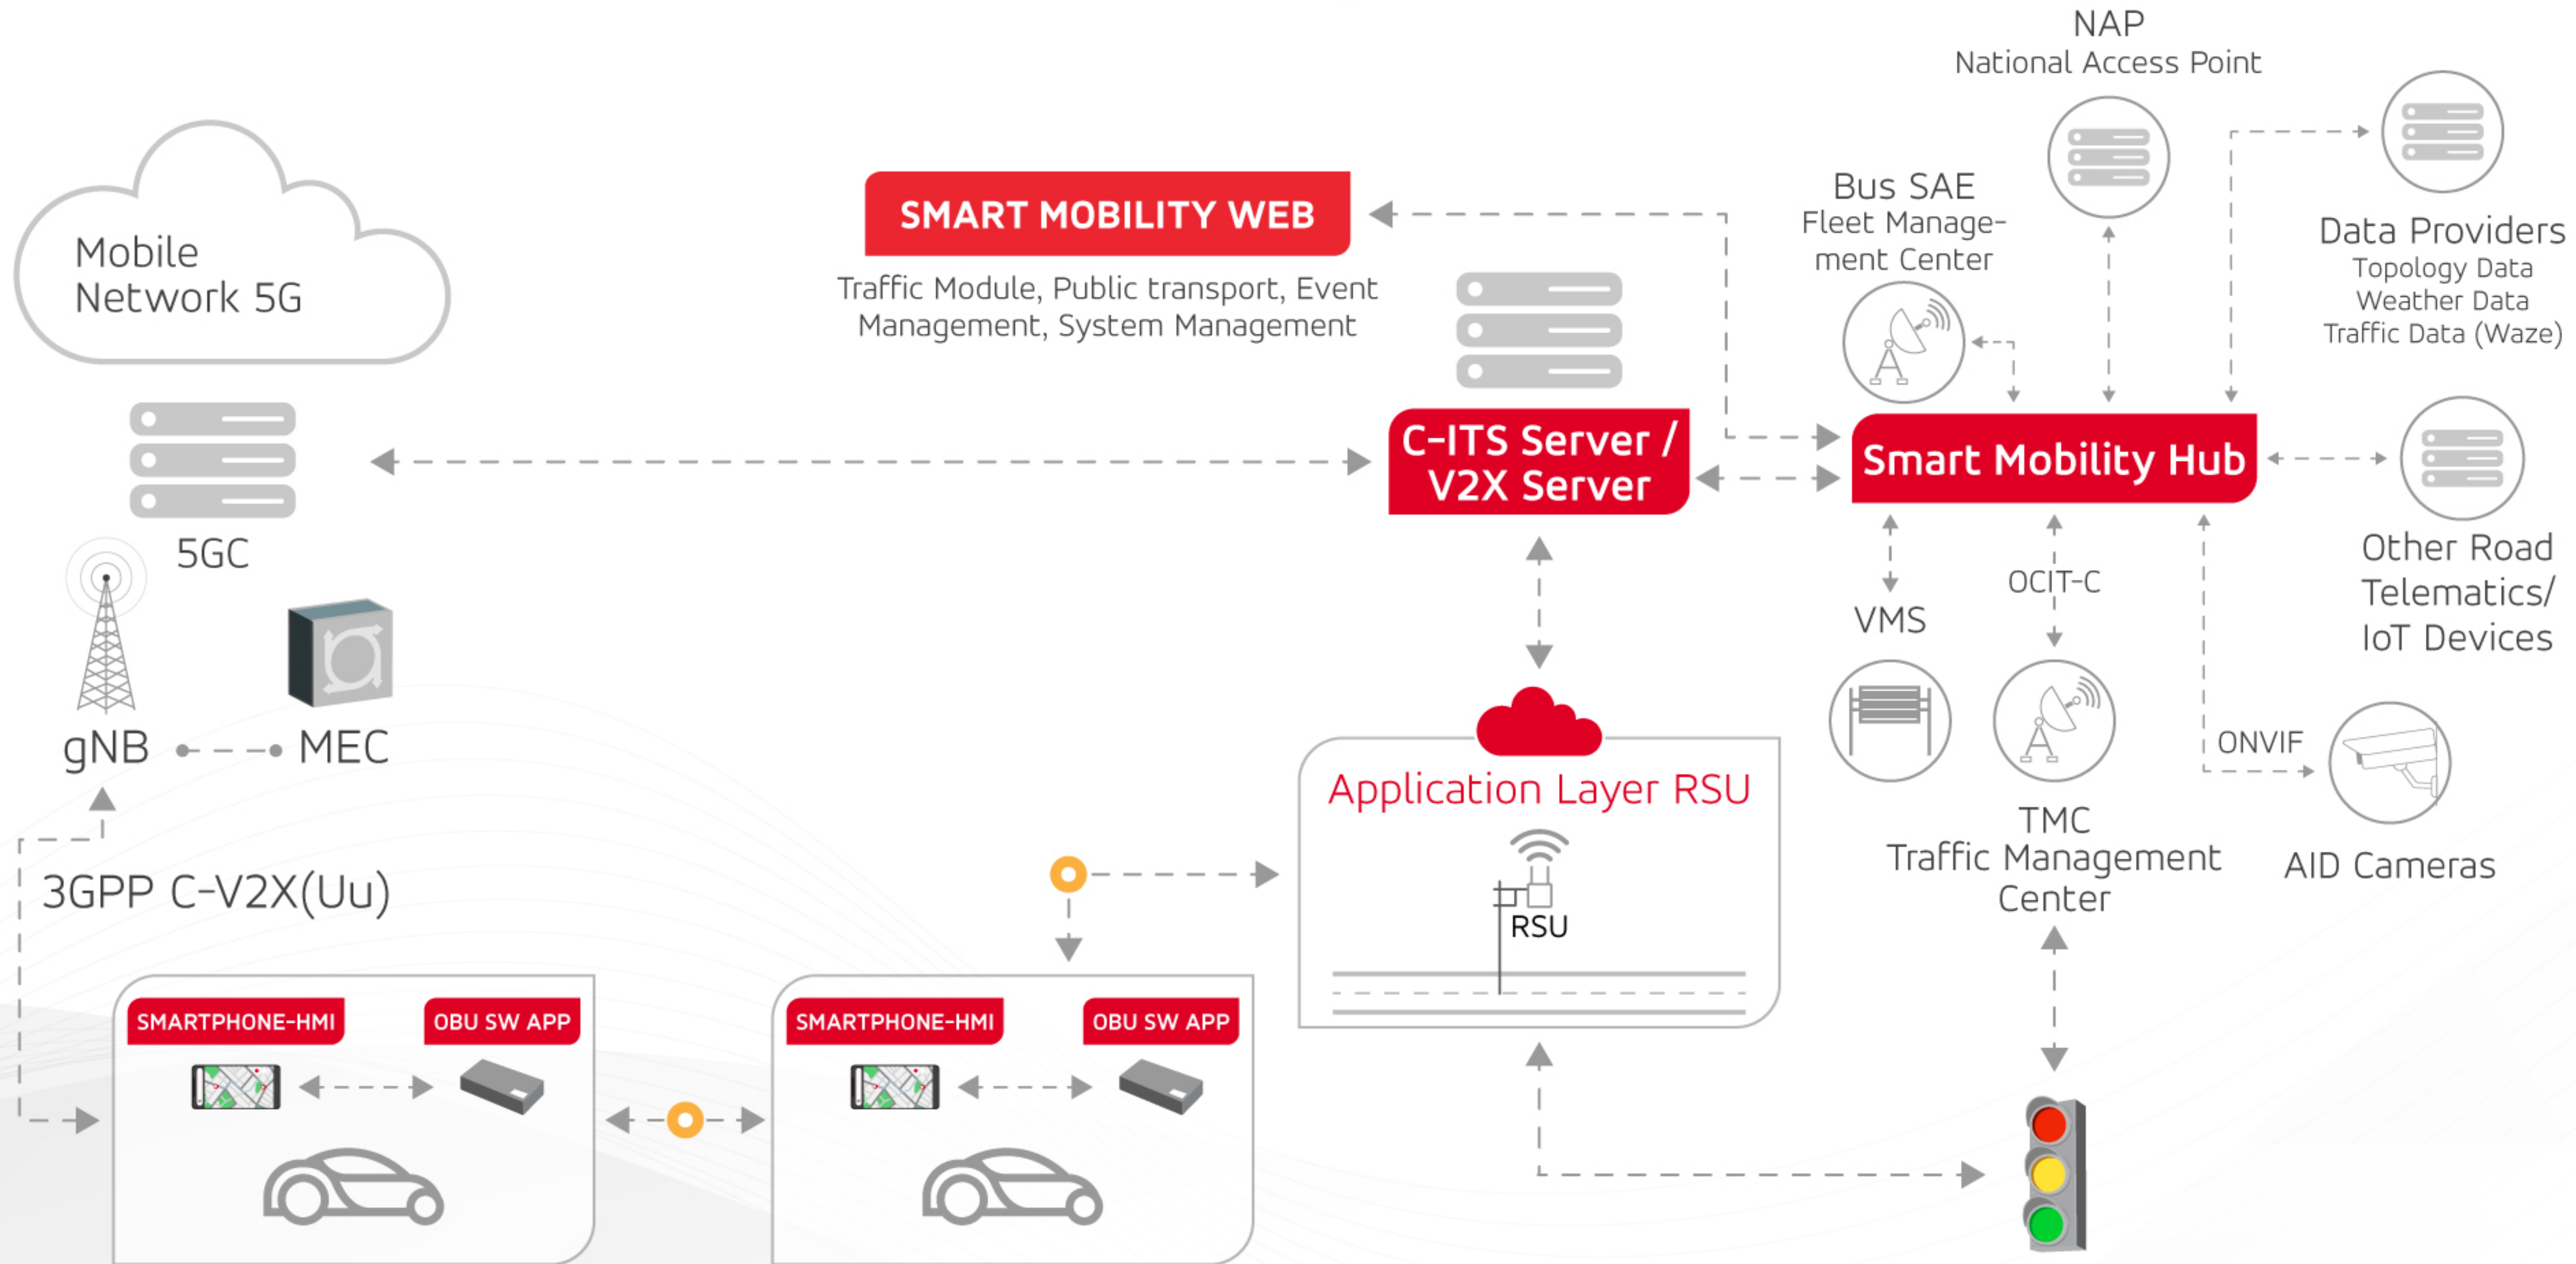 NAP
National Access Point
Mobile
Network 5G
5GC
gNB
MEC
3GPP C-V2X(Uu)
SMART MOBILITY WEB
Traffic Module, Public transport, Event
Management, System Management
C-ITS Server /
V2X Server
Bus SAE
Fleet Manage-
ment Center
Data Providers
Topology Data
Weather Data
Traffic Data (Waze)
Smart Mobility Hub
Other Road
Telematics/
IoT Devices
VMS
OCIT-C
ONVIF
TMC
Traffic Management
Center
AID Cameras
Application Layer RSU
RSU
SMARTPHONE-HMI
OBU SW APP
SMARTPHONE-HMI
OBU SW APP